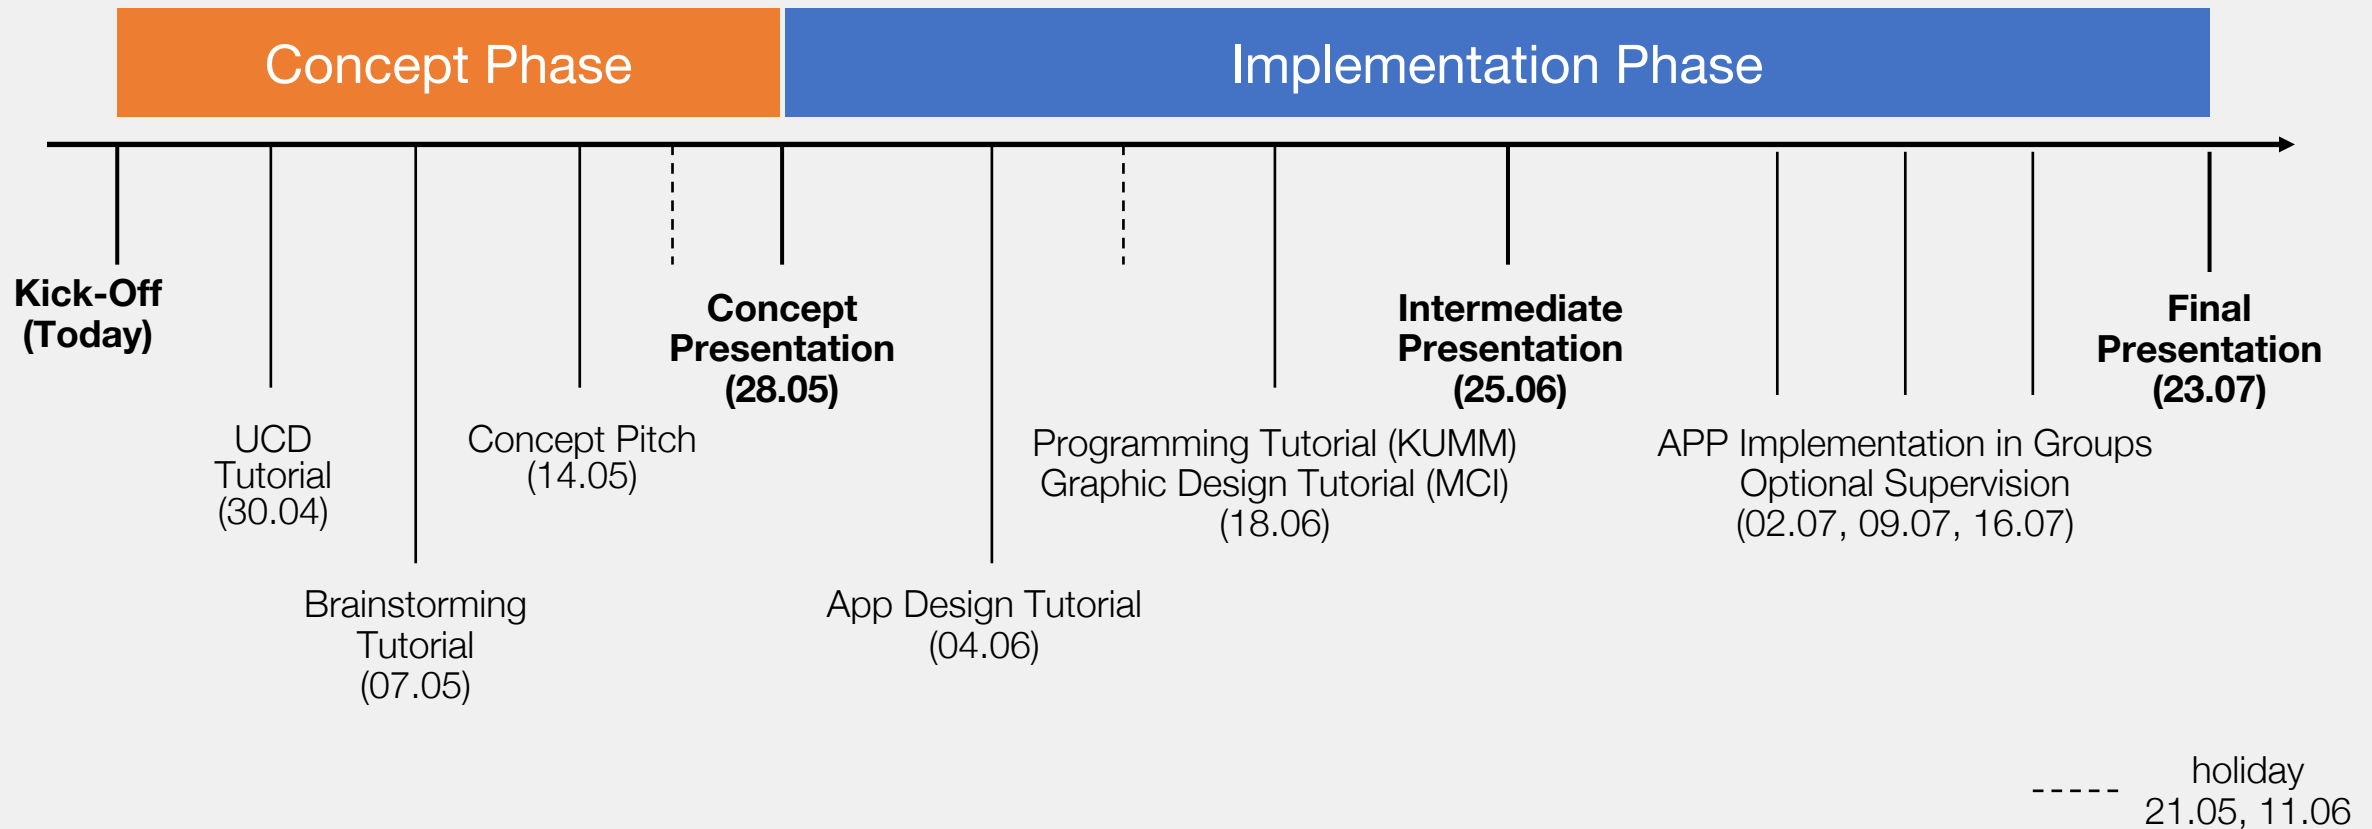 Concept Phase
Implementation Phase
Kick-Off
(Today)
UCD
Tutorial
(30.04)
Brainstorming
Tutorial
(07.05)
Concept Pitch
(14.05)
Concept
Presentation
(28.05)
App Design Tutorial
(04.06)
Programming Tutorial (KUMM)
Graphic Design Tutorial (MCI)
(18.06)
Intermediate
Presentation
(25.06)
APP Implementation in Groups
Optional Supervision
(02.07, 09.07, 16.07)
Final
Presentation
(23.07)
holiday
21.05, 11.06